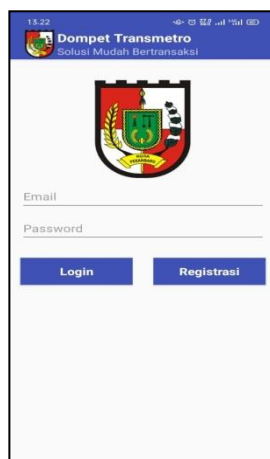 13.22
Dompet Transmetro
Solusi Mudah Bertransaksi
Email
Password
Login
Registrasi